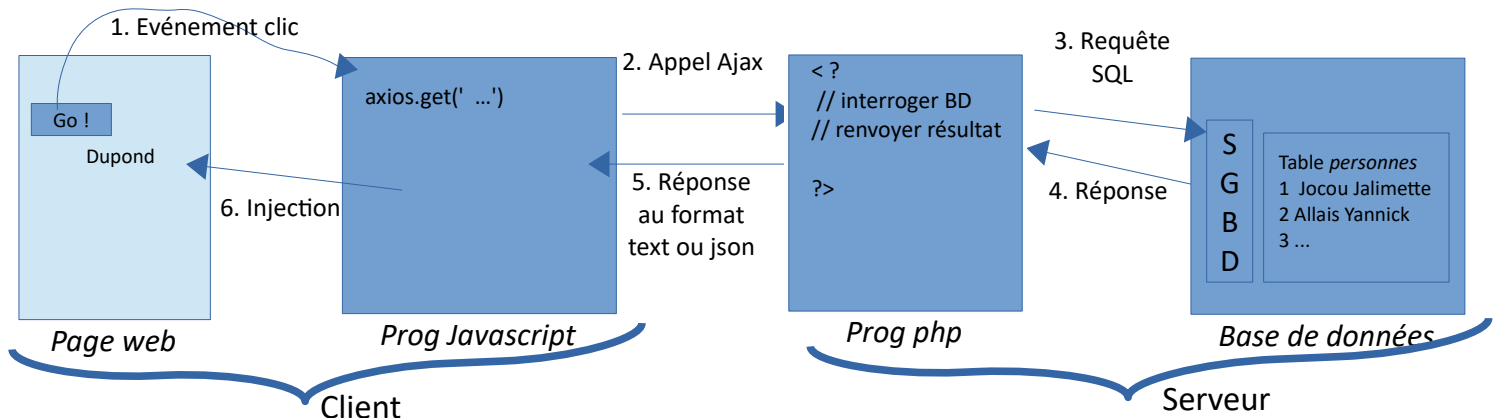 1. Evénement clic
Go !
Dupond
6. Injection
Page web
axios.get(' ...')
Prog Javascript
Client
2. Appel Ajax
5. Réponse
au format
text ou json
< ?
// interroger BD
// renvoyer résultat
?>
Prog php
3. Requête
SQL
4. Réponse
S
G
B
D
Table personnes
1 Jocou Jalimette
2 Allais Yannick
3 ...
Base de données
Serveur